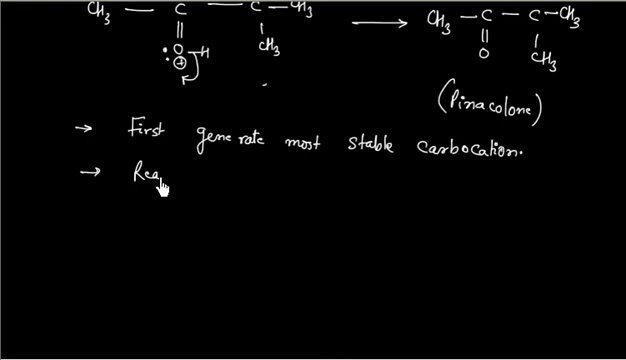 CH3 — C — C — CH3 → CH3 — C — C — CH3
|| | || |
O — H CH3 O CH3
+
(Pinacolone)
→ First generate most stable carbocation.
→ Rea